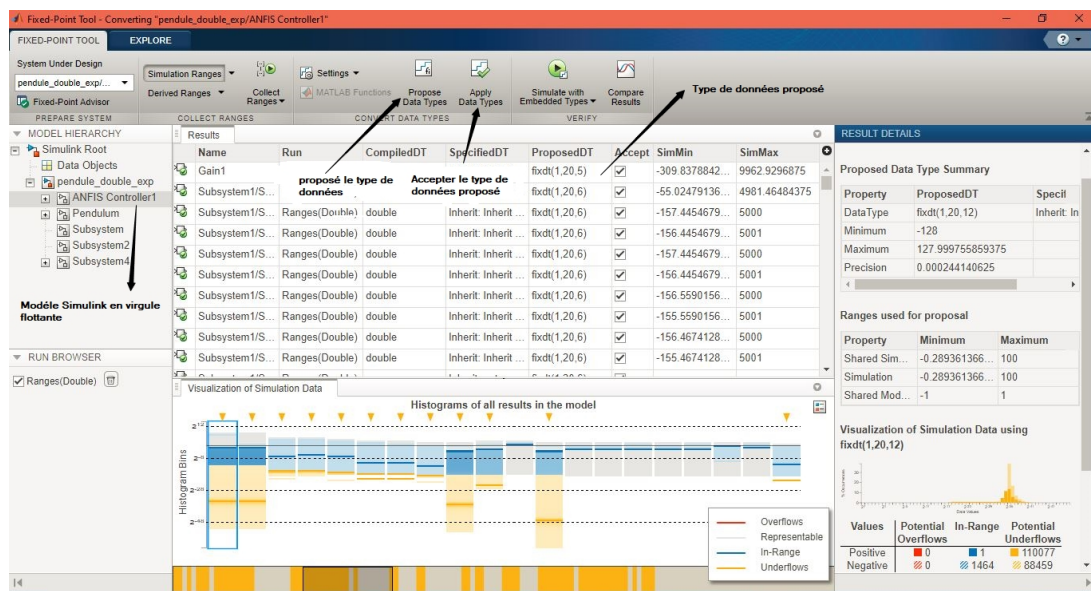 Fixed-Point Tool - Converting "pendule_double_exp/ANFIS Controller1"
FIXED-POINT TOOL EXPLORE
System Under Design
pendule_double_exp/...
Fixed-Point Advisor
PREPARE SYSTEM
Simulation Ranges
Derived Ranges
Collect Ranges
COLLECT RANGES
Settings
MATLAB Functions
Propose Data Types
Apply Data Types
CONVERT DATA TYPES
Simulate with Embedded Types
Compare Results
VERIFY
Type de données proposé
MODEL HIERARCHY
Simulink Root
Data Objects
pendule_double_exp
ANFIS Controller1
Pendulum
Subsystem
Subsystem2
Subsystem4
Modéle Simulink en virgule
flottante
RUN BROWSER
Ranges(Double)
Results
Name Run CompiledDT SpecifiedDT ProposedDT Accept SimMin SimMax
proposé le type de
données
Accepter le type de
données proposé
Gain1 fixdt(1,20,5) -309.8378842... 9962.9296875
Subsystem1/S... fixdt(1,20,6) -55.02479136... 4981.46484375
Subsystem1/S... Ranges(Double) double Inherit: Inherit ... fixdt(1,20,6) -157.4454679... 5000
Subsystem1/S... Ranges(Double) double Inherit: Inherit ... fixdt(1,20,6) -156.4454679... 5001
Subsystem1/S... Ranges(Double) double Inherit: Inherit ... fixdt(1,20,6) -157.4454679... 5000
Subsystem1/S... Ranges(Double) double Inherit: Inherit ... fixdt(1,20,6) -156.4454679... 5001
Subsystem1/S... Ranges(Double) double Inherit: Inherit ... fixdt(1,20,6) -156.5590156... 5000
Subsystem1/S... Ranges(Double) double Inherit: Inherit ... fixdt(1,20,6) -155.5590156... 5001
Subsystem1/S... Ranges(Double) double Inherit: Inherit ... fixdt(1,20,6) -156.4674128... 5000
Subsystem1/S... Ranges(Double) double Inherit: Inherit ... fixdt(1,20,6) -155.4674128... 5001
Visualization of Simulation Data
Histograms of all results in the model
Histogram Bins
Overflows
Representable
In-Range
Underflows
RESULT DETAILS
Proposed Data Type Summary
Property ProposedDT Specif
DataType fixdt(1,20,12) Inherit: In
Minimum -128
Maximum 127.999755859375
Precision 0.000244140625
Ranges used for proposal
Property Minimum Maximum
Shared Sim... -0.289361366... 100
Simulation -0.289361366... 100
Shared Mod... -1 1
Visualization of Simulation Data using
fixdt(1,20,12)
Values Potential Overflows In-Range Potential Underflows
Positive 0 1 110077
Negative 0 1464 88459